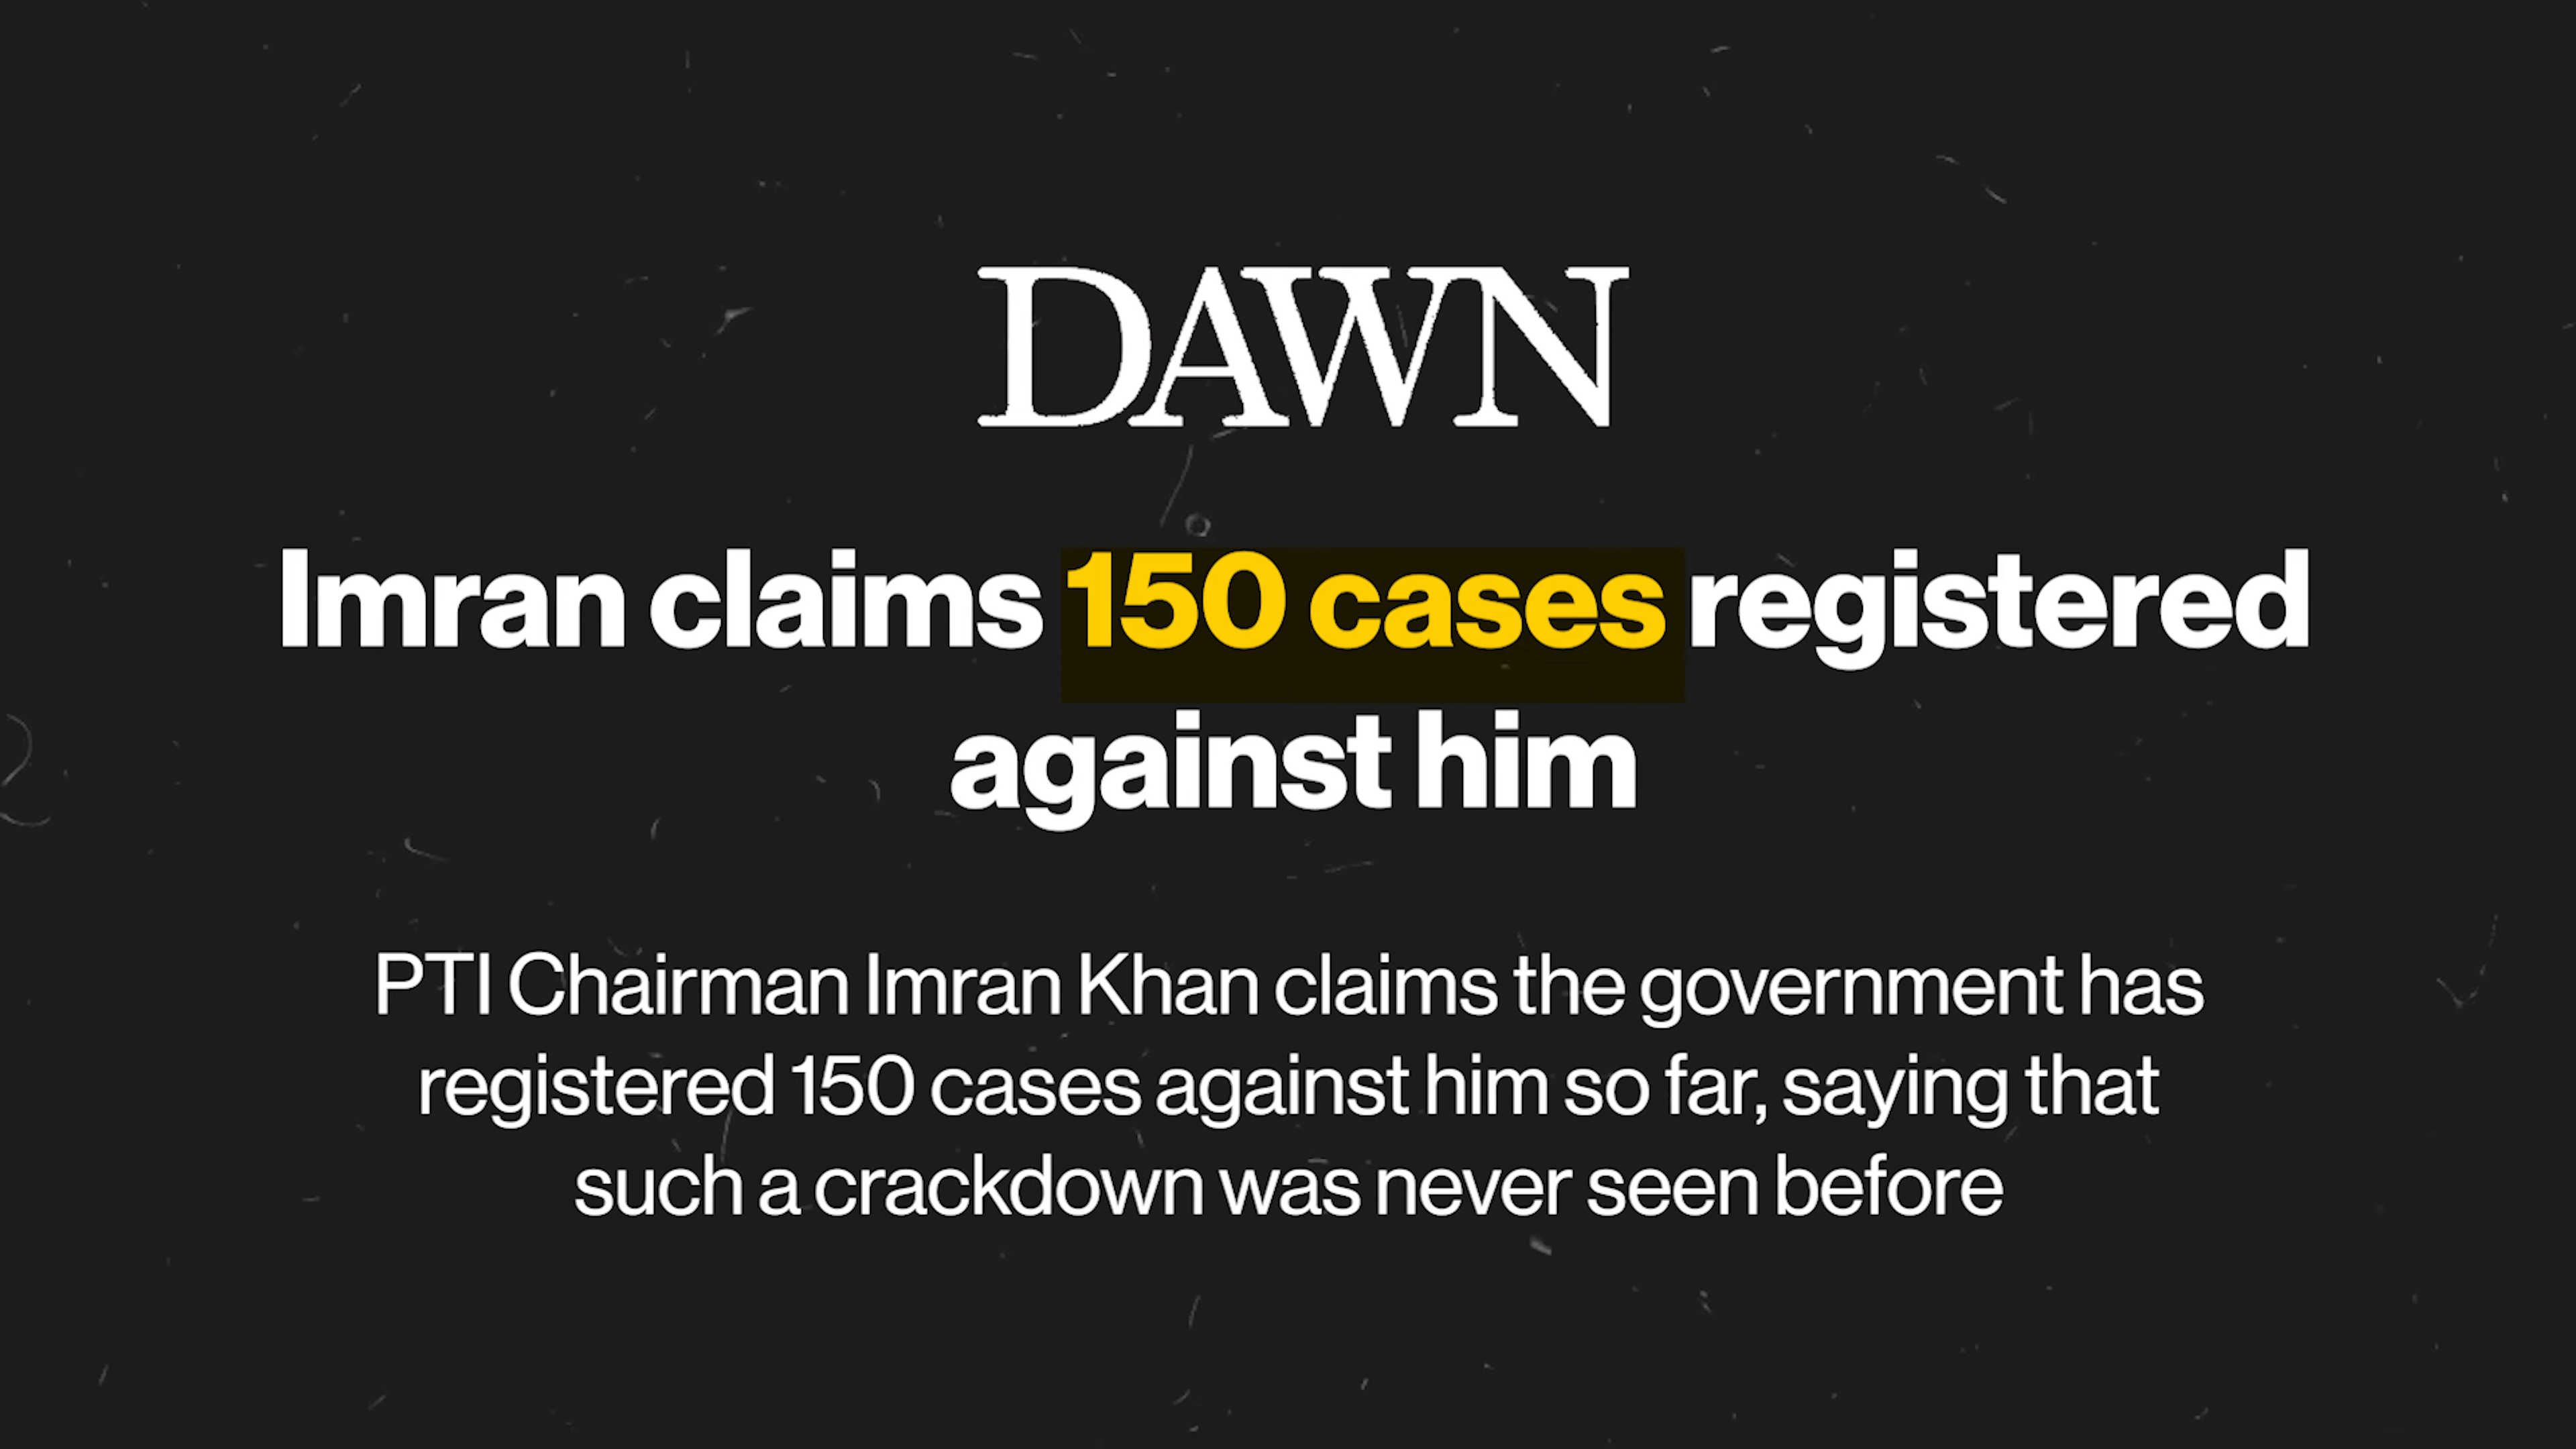 DAWN
Imran claims 150 cases registered
against him
PTI Chairman Imran Khan claims the government has
registered 150 cases against him so far, saying that
such a crackdown was never seen before